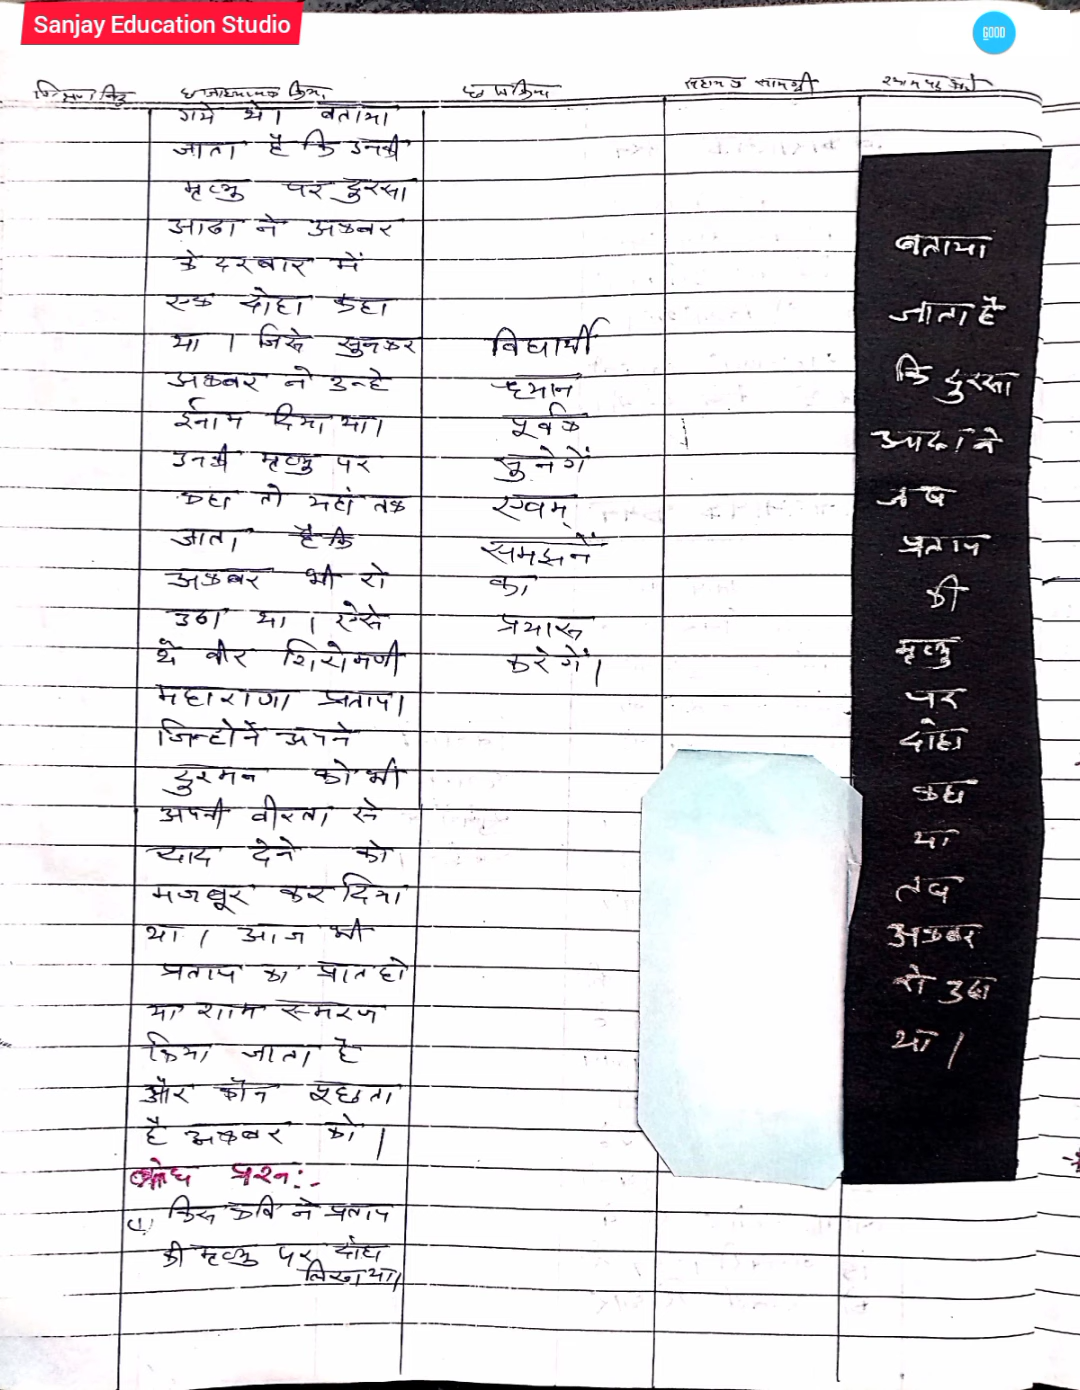 Sanjay Education Studio
GOOD
शिक्षण बिंदु
छात्राध्यापक क्रिया
छात्र क्रिया
सहायक सामग्री
श्यामपट्ट कार्य
गये थे। बताया
जाता है कि उनकी
मृत्यु पर दुरसा
आढा ने अकबर
के दरबार में
एक दोहा कहा
था। जिसे सुनकर
अकबर ने उन्हे
ईनाम दिया था।
उनकी मृत्यु पर
कहा तो यहां तक
जाता है कि
अकबर भी रो
उठा था। ऐसे
थे वीर शिरोमणी
महाराणा प्रताप।
जिन्होनें अपने
दुश्मन को भी
अपनी वीरता से
याद देने को
मजबूर कर दिया
था। आज भी
प्रताप का प्रातः हो
या शाम स्मरण
किया जाता है
और कौन पूछता
है अकबर को।
बोध प्रश्न:-
(1) किस कवि ने प्रताप
की मृत्यु पर दोहा
लिखा था।
विद्यार्थी
ध्यान
पूर्वक
सुनेगें
एवम्
समझनें
का
प्रयास
करेगें।
बताया
जाता है
कि दुरसा
आढा ने
जब
प्रताप
की
मृत्यु
पर
दोहा
कहा
था
तब
अकबर
रो उठा
था।